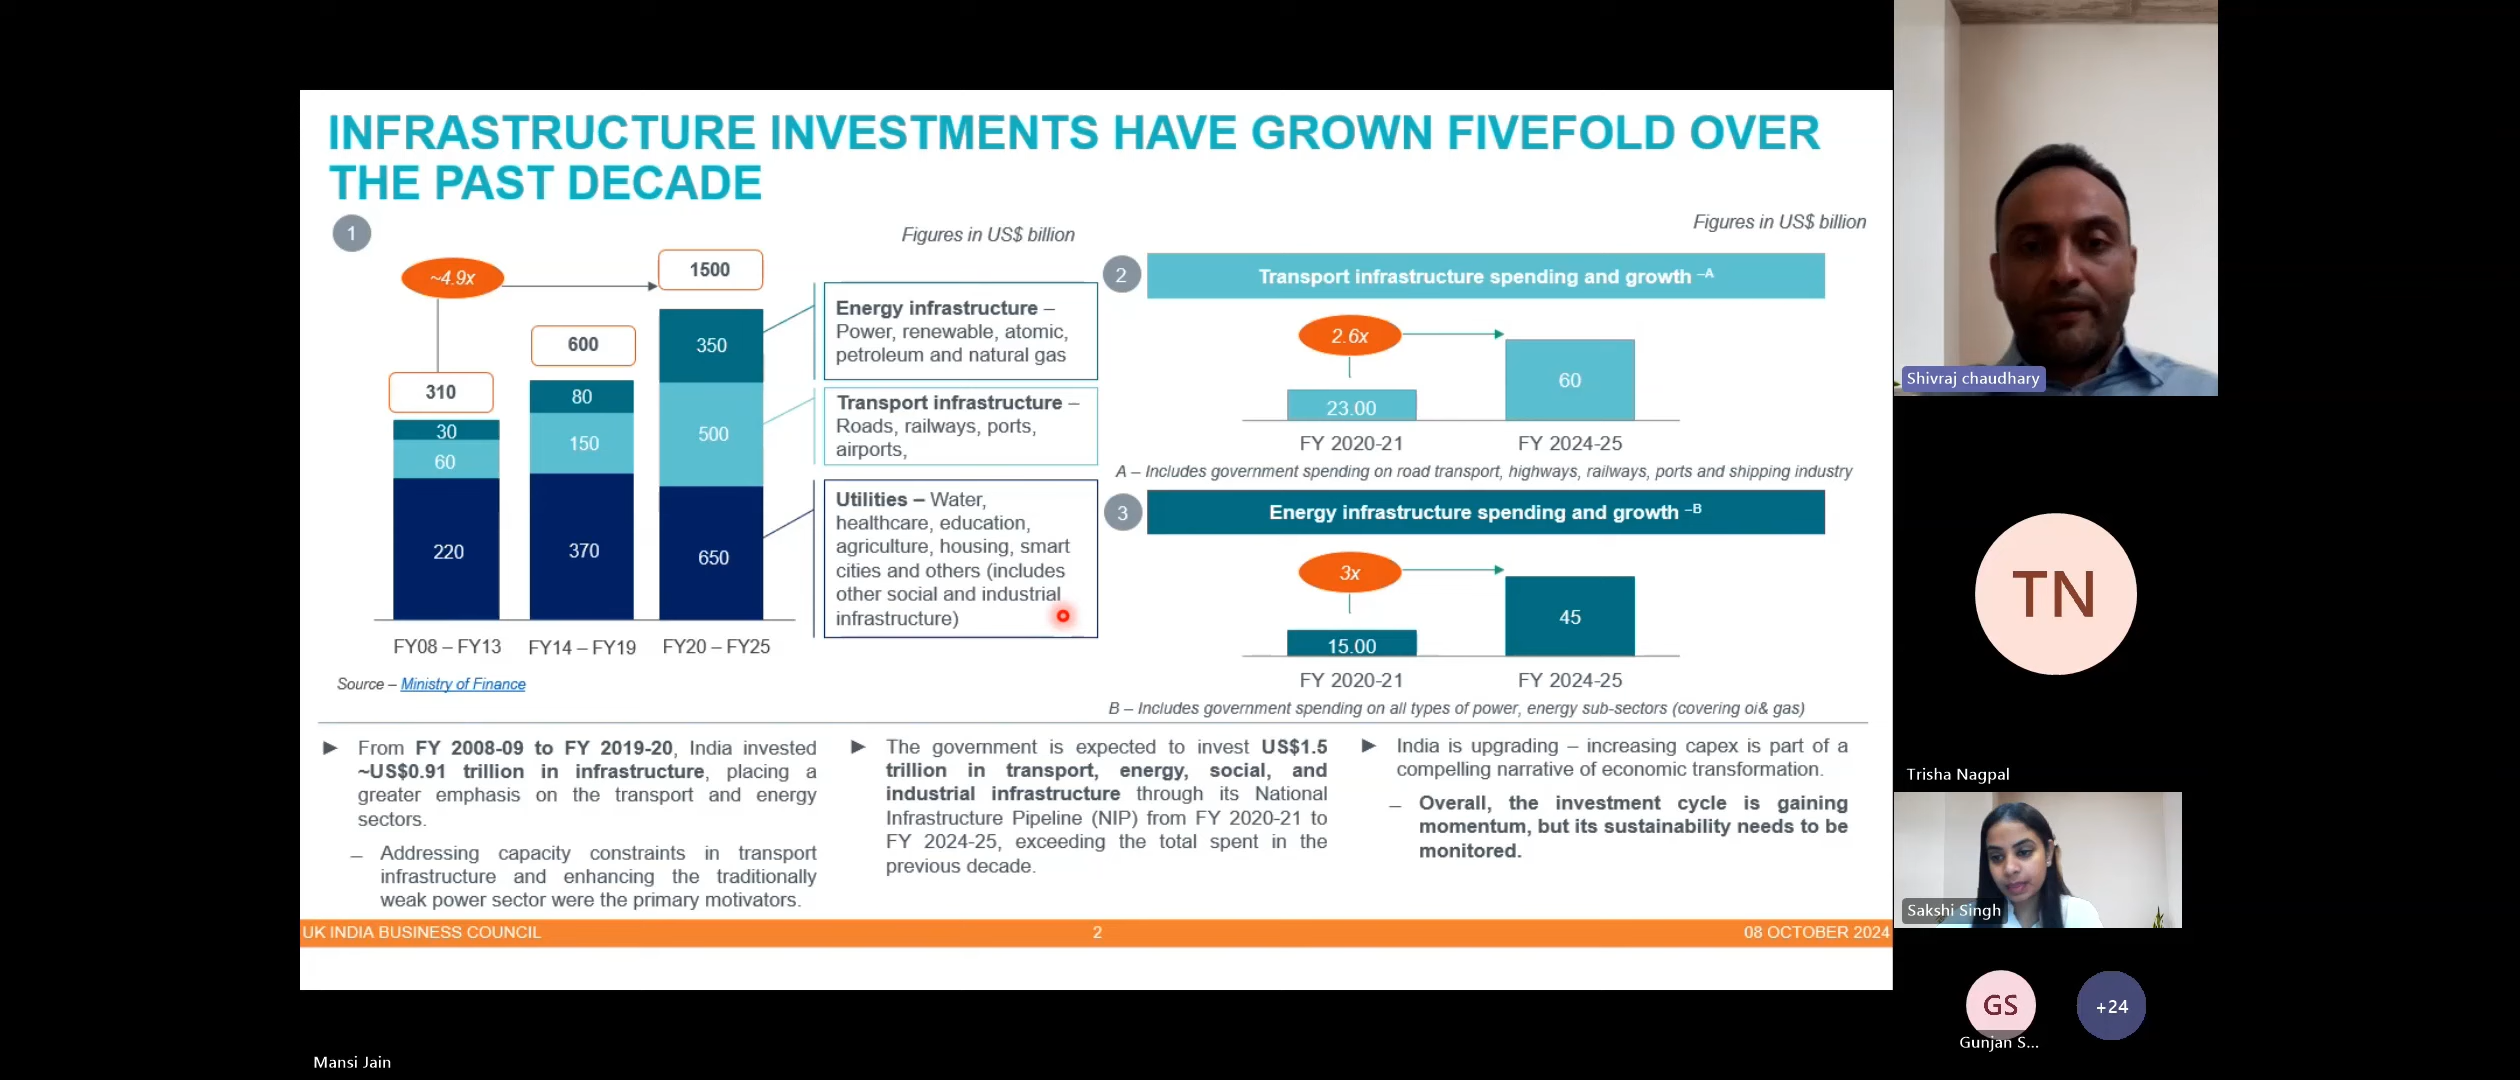 INFRASTRUCTURE INVESTMENTS HAVE GROWN FIVEFOLD OVER
THE PAST DECADE
1
Figures in US$ billion
~4.9x
1500
600
310
350
500
650
80
150
370
30
60
220
FY08 – FY13
FY14 – FY19
FY20 – FY25
Source – Ministry of Finance
Energy infrastructure –
Power, renewable, atomic,
petroleum and natural gas
Transport infrastructure –
Roads, railways, ports,
airports,
Utilities – Water,
healthcare, education,
agriculture, housing, smart
cities and others (includes
other social and industrial
infrastructure)
Figures in US$ billion
2
Transport infrastructure spending and growth –A
2.6x
23.00
60
FY 2020-21
FY 2024-25
A – Includes government spending on road transport, highways, railways, ports and shipping industry
3
Energy infrastructure spending and growth –B
3x
15.00
45
FY 2020-21
FY 2024-25
B – Includes government spending on all types of power, energy sub-sectors (covering oi& gas)
► From FY 2008-09 to FY 2019-20, India invested
~US$0.91 trillion in infrastructure, placing a
greater emphasis on the transport and energy
sectors.
– Addressing capacity constraints in transport
infrastructure and enhancing the traditionally
weak power sector were the primary motivators.
► The government is expected to invest US$1.5
trillion in transport, energy, social, and
industrial infrastructure through its National
Infrastructure Pipeline (NIP) from FY 2020-21 to
FY 2024-25, exceeding the total spent in the
previous decade.
► India is upgrading – increasing capex is part of a
compelling narrative of economic transformation.
– Overall, the investment cycle is gaining
momentum, but its sustainability needs to be
monitored.
UK INDIA BUSINESS COUNCIL
2
08 OCTOBER 2024
Mansi Jain
Shivraj chaudhary
TN
Trisha Nagpal
Sakshi Singh
GS
Gunjan S...
+24